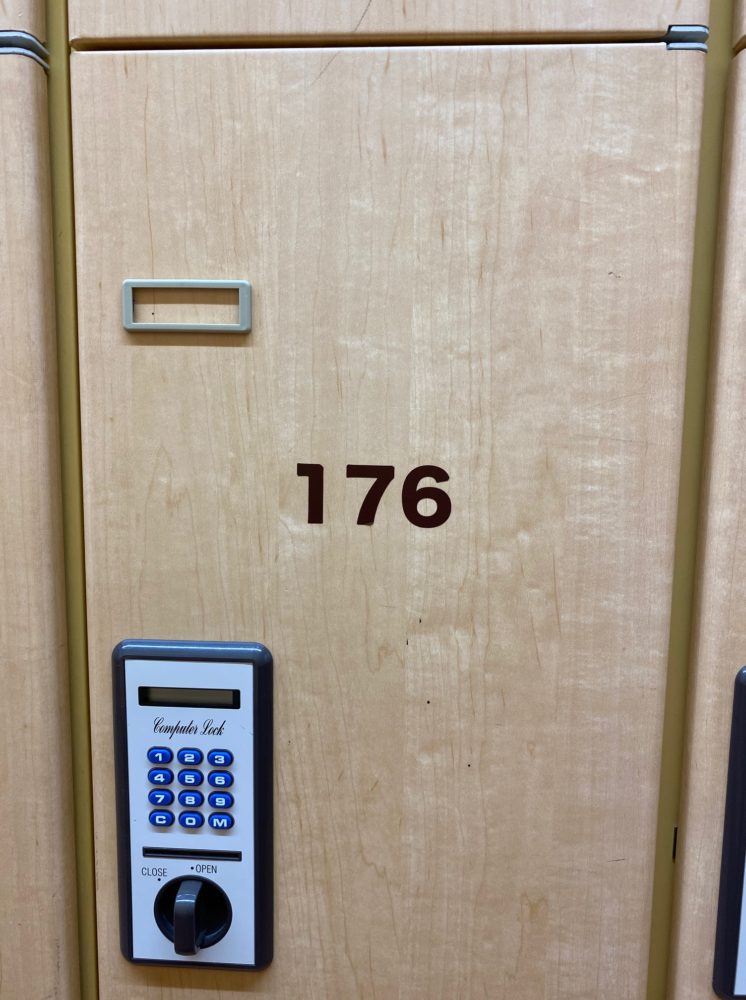 176
Computer Lock
1 2 3
4 5 6
7 8 9
C 0 M
CLOSE • OPEN